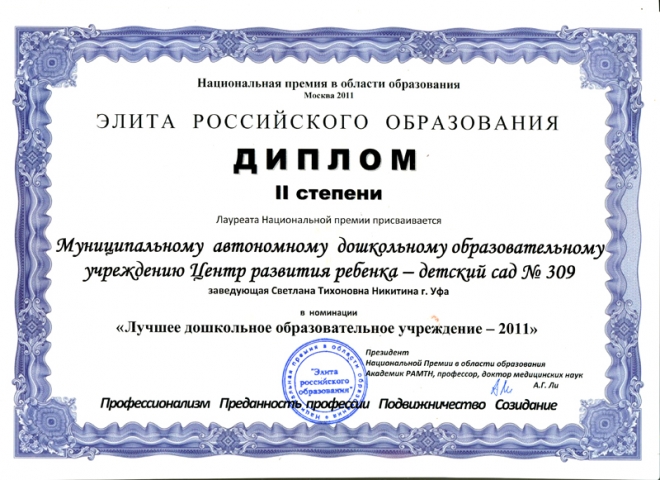 Национальная премия в области образования
Москва 2011
ЭЛИТА РОССИЙСКОГО ОБРАЗОВАНИЯ
ДИПЛОМ
II степени
Лауреата Национальной премии присваивается
Муниципальному автономному дошкольному образовательному
учреждению Центр развития ребенка – детский сад № 309
заведующая Светлана Тихоновна Никитина г. Уфа
в номинации
«Лучшее дошкольное образовательное учреждение – 2011»
Президент
Национальной Премии в области образования
Академик РАМТН, профессор, доктор медицинских наук
А.Г. Ли
Национальная премия в области образования
"Элита
российского
образования"
Профессионализм Преданность профессии Подвижничество Созидание